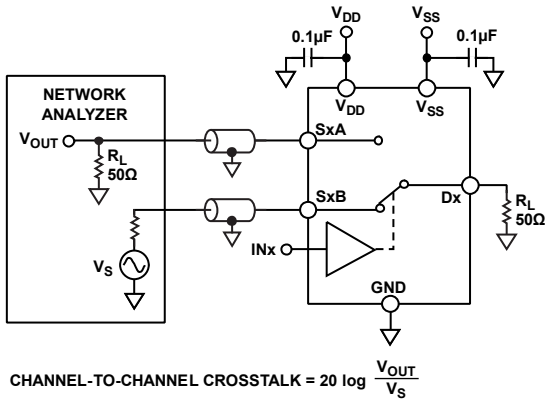 VDD
VSS
0.1µF
0.1µF
NETWORK
ANALYZER
VDD
VSS
VOUT
SxA
RL
50Ω
SxB
Dx
RL
50Ω
INx
VS
GND
CHANNEL-TO-CHANNEL CROSSTALK = 20 log VOUT
VS